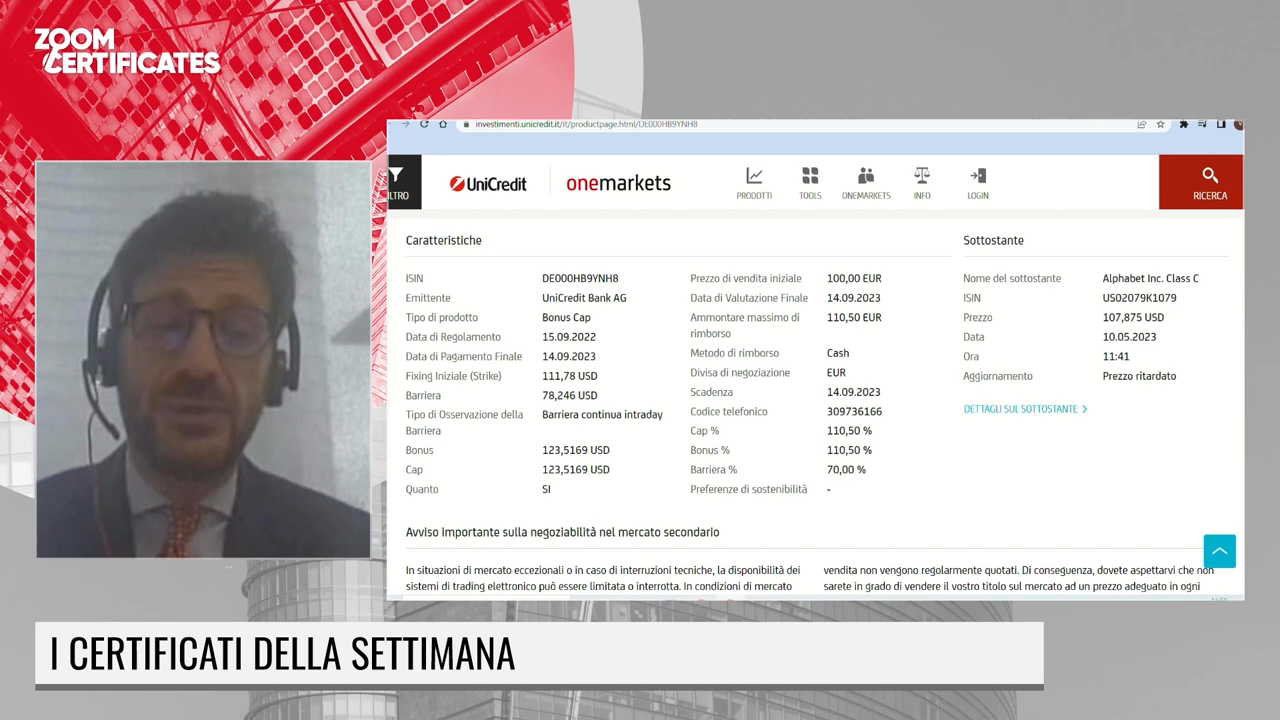 ZOOM
CERTIFICATES
investimenti.unicredit.it/it/productpage.html/DE000HB9YNH8
LTRO
UniCredit
onemarkets
PRODOTTI
TOOLS
ONEMARKETS
INFO
LOGIN
RICERCA
Caratteristiche
ISIN DE000HB9YNH8
Emittente UniCredit Bank AG
Tipo di prodotto Bonus Cap
Data di Regolamento 15.09.2022
Data di Pagamento Finale 14.09.2023
Fixing Iniziale (Strike) 111,78 USD
Barriera 78,246 USD
Tipo di Osservazione della Barriera continua intraday
Barriera
Bonus 123,5169 USD
Cap 123,5169 USD
Quanto SI
Prezzo di vendita iniziale 100,00 EUR
Data di Valutazione Finale 14.09.2023
Ammontare massimo di 110,50 EUR
rimborso
Metodo di rimborso Cash
Divisa di negoziazione EUR
Scadenza 14.09.2023
Codice telefonico 309736166
Cap % 110,50 %
Bonus % 110,50 %
Barriera % 70,00 %
Preferenze di sostenibilità -
Sottostante
Nome del sottostante Alphabet Inc. Class C
ISIN US02079K1079
Prezzo 107,875 USD
Data 10.05.2023
Ora 11:41
Aggiornamento Prezzo ritardato
DETTAGLI SUL SOTTOSTANTE
Avviso importante sulla negoziabilità nel mercato secondario
In situazioni di mercato eccezionali o in caso di interruzioni tecniche, la disponibilità dei
sistemi di trading elettronico può essere limitata o interrotta. In condizioni di mercato
vendita non vengono regolarmente quotati. Di conseguenza, dovete aspettarvi che non
sarete in grado di vendere il vostro titolo sul mercato ad un prezzo adeguato in ogni
I CERTIFICATI DELLA SETTIMANA